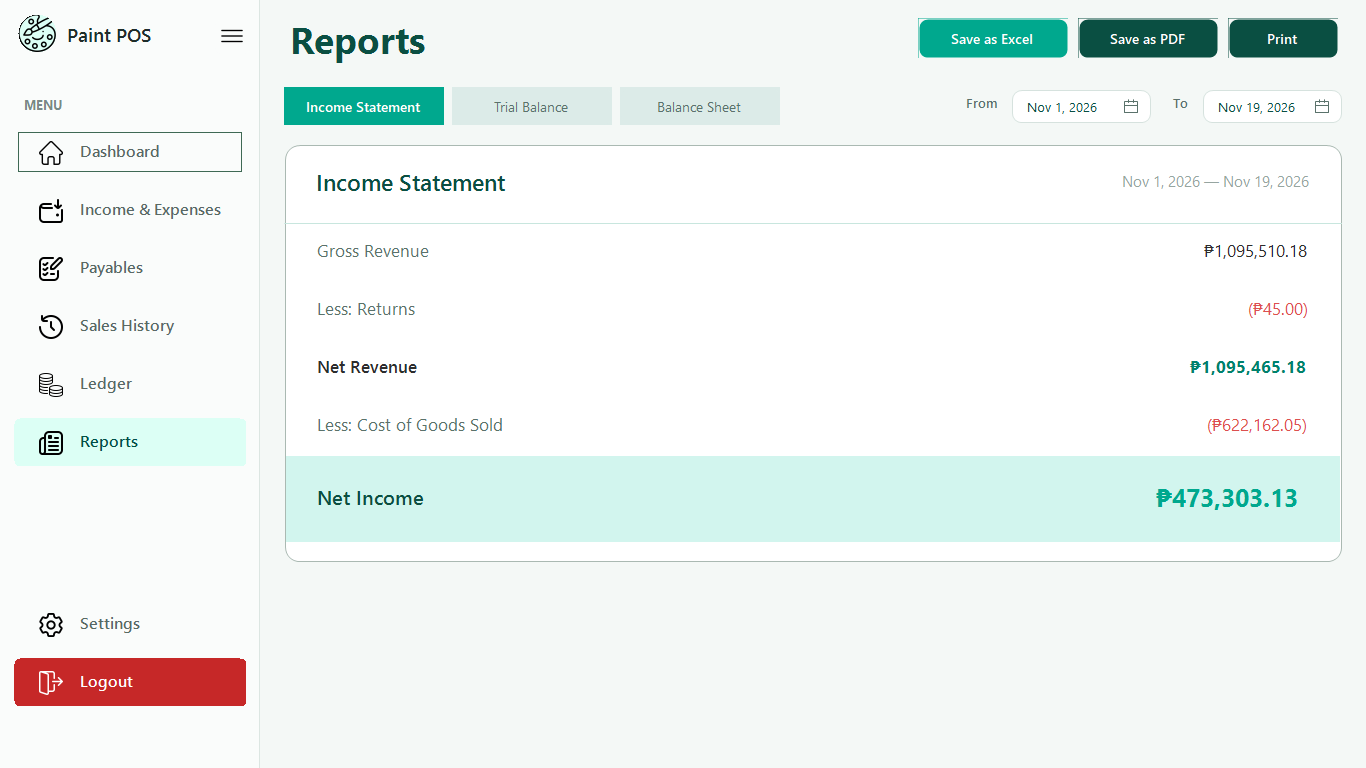 Paint POS
MENU
Dashboard
Income & Expenses
Payables
Sales History
Ledger
Reports
Settings
Logout
Reports
Save as Excel
Save as PDF
Print
Income Statement
Trial Balance
Balance Sheet
From
Nov 1, 2026
To
Nov 19, 2026
Income Statement
Nov 1, 2026 — Nov 19, 2026
Gross Revenue ₱1,095,510.18
Less: Returns (₱45.00)
Net Revenue ₱1,095,465.18
Less: Cost of Goods Sold (₱622,162.05)
Net Income ₱473,303.13